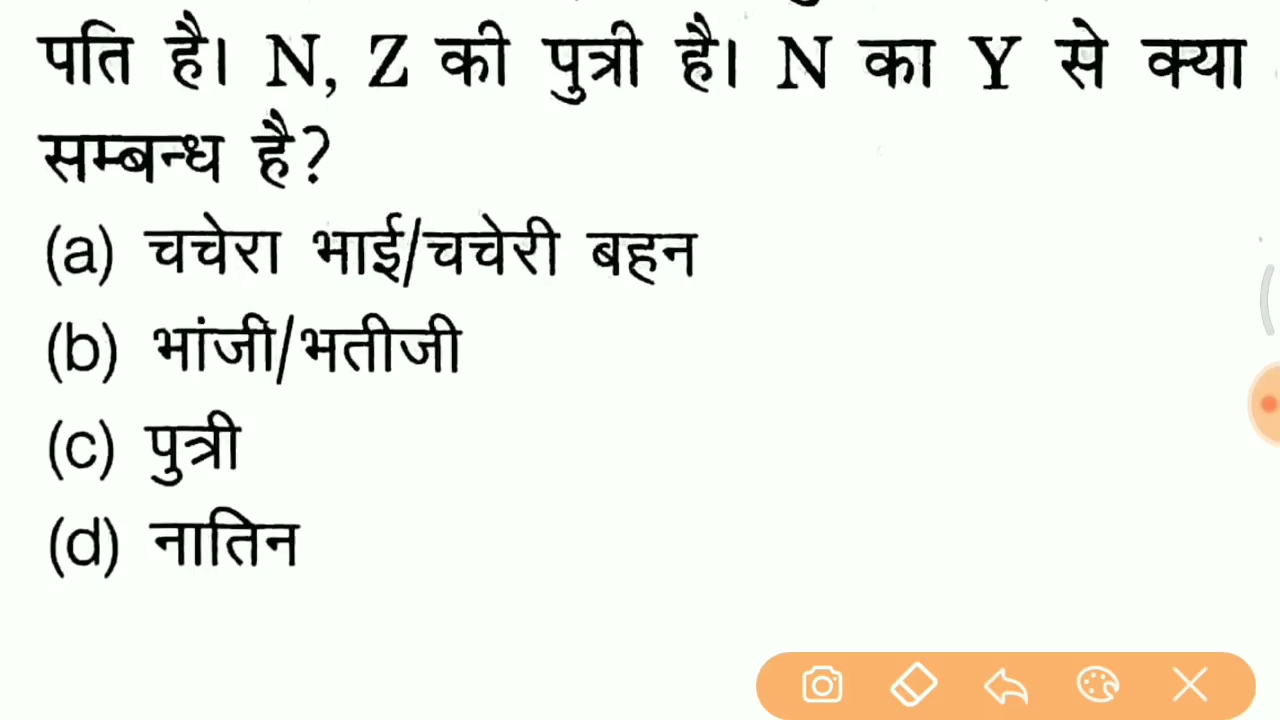 पति है। N, Z की पुत्री है। N का Y से क्या
सम्बन्ध है?
(a) चचेरा भाई/चचेरी बहन
(b) भांजी/भतीजी
(c) पुत्री
(d) नातिन